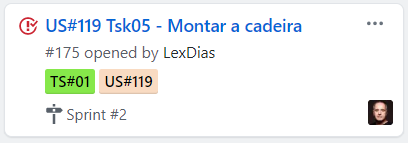 US#119 Tsk05 - Montar a cadeira
#175 opened by LexDias
TS#01 US#119
Sprint #2